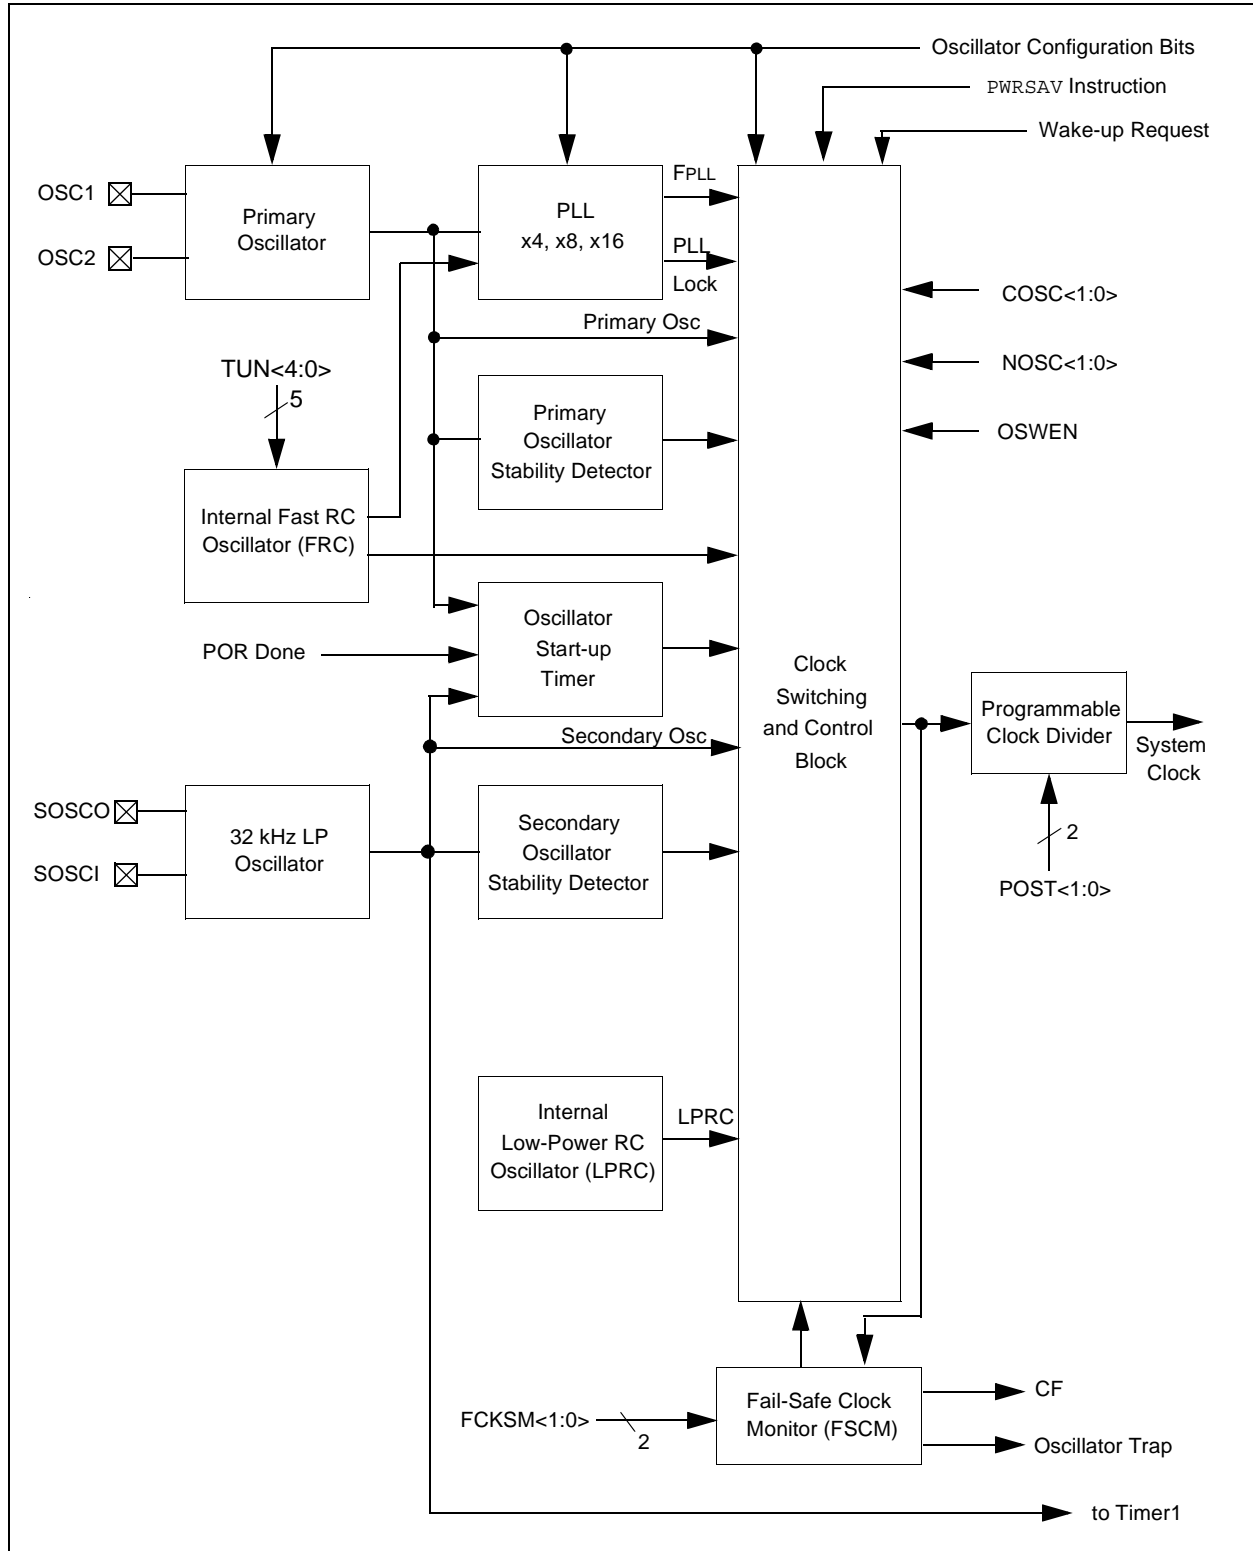 Oscillator Configuration Bits
PWRSAV Instruction
Wake-up Request
OSC1
OSC2
Primary
Oscillator
PLL
x4, x8, x16
FPLL
PLL
Lock
Primary Osc
COSC<1:0>
NOSC<1:0>
OSWEN
TUN<4:0>
5
Primary
Oscillator
Stability Detector
Internal Fast RC
Oscillator (FRC)
POR Done
Oscillator
Start-up
Timer
Secondary Osc
Clock
Switching
and Control
Block
Programmable
Clock Divider
System
Clock
2
POST<1:0>
SOSCO
SOSCI
32 kHz LP
Oscillator
Secondary
Oscillator
Stability Detector
Internal
Low-Power RC
Oscillator (LPRC)
LPRC
FCKSM<1:0>
2
Fail-Safe Clock
Monitor (FSCM)
CF
Oscillator Trap
to Timer1